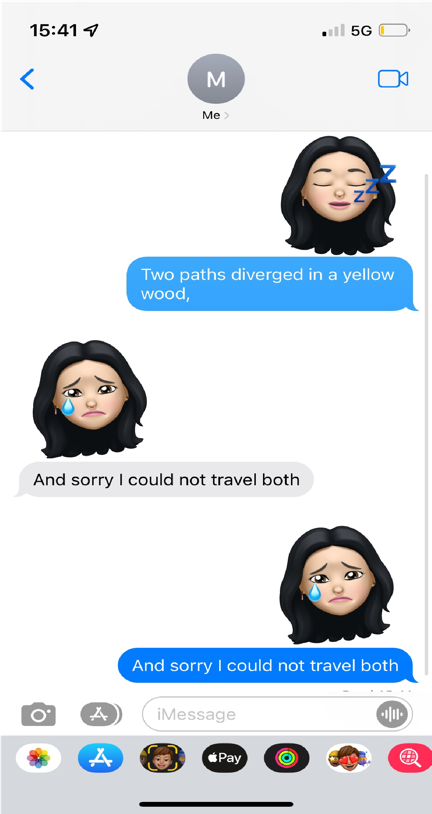 15:41
5G
M
Me
zzz
Two paths diverged in a yellow
wood,
And sorry I could not travel both
And sorry I could not travel both
iMessage
Pay